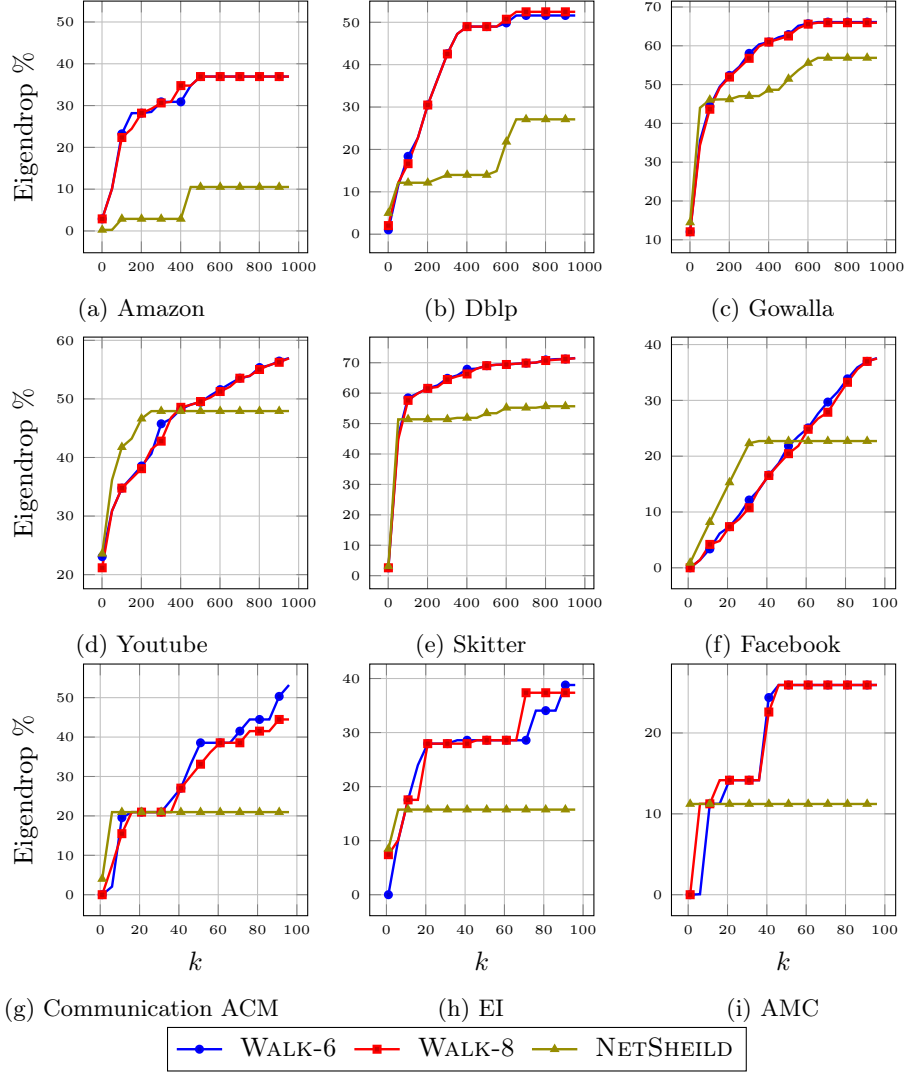 Eigendrop %
50
40
30
20
10
0
0 200 400 600 800 1000
(a) Amazon
50
40
30
20
10
0
0 200 400 600 800 1000
(b) Dblp
70
60
50
40
30
20
10
0 200 400 600 800 1000
(c) Gowalla
Eigendrop %
60
50
40
30
20
0 200 400 600 800 1000
(d) Youtube
70
60
50
40
30
20
10
0
0 200 400 600 800 1000
(e) Skitter
40
30
20
10
0
0 20 40 60 80 100
(f) Facebook
Eigendrop %
50
40
30
20
10
0
0 20 40 60 80 100
k
(g) Communication ACM
40
30
20
10
0
0 20 40 60 80 100
k
(h) EI
20
10
0
0 20 40 60 80 100
k
(i) AMC
WALK-6 WALK-8 NETSHEILD